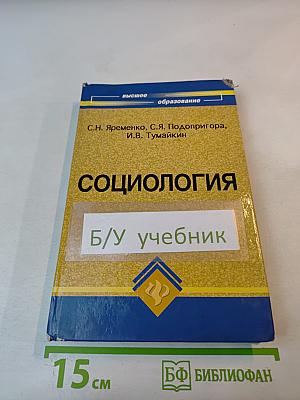 высшее
образование
С.Н. Яременко, С.Я. Подопригора,
И.В. Тумайкин
СОЦИОЛОГИЯ
Б/У учебник
15 см
БФ БИБЛИОФАН